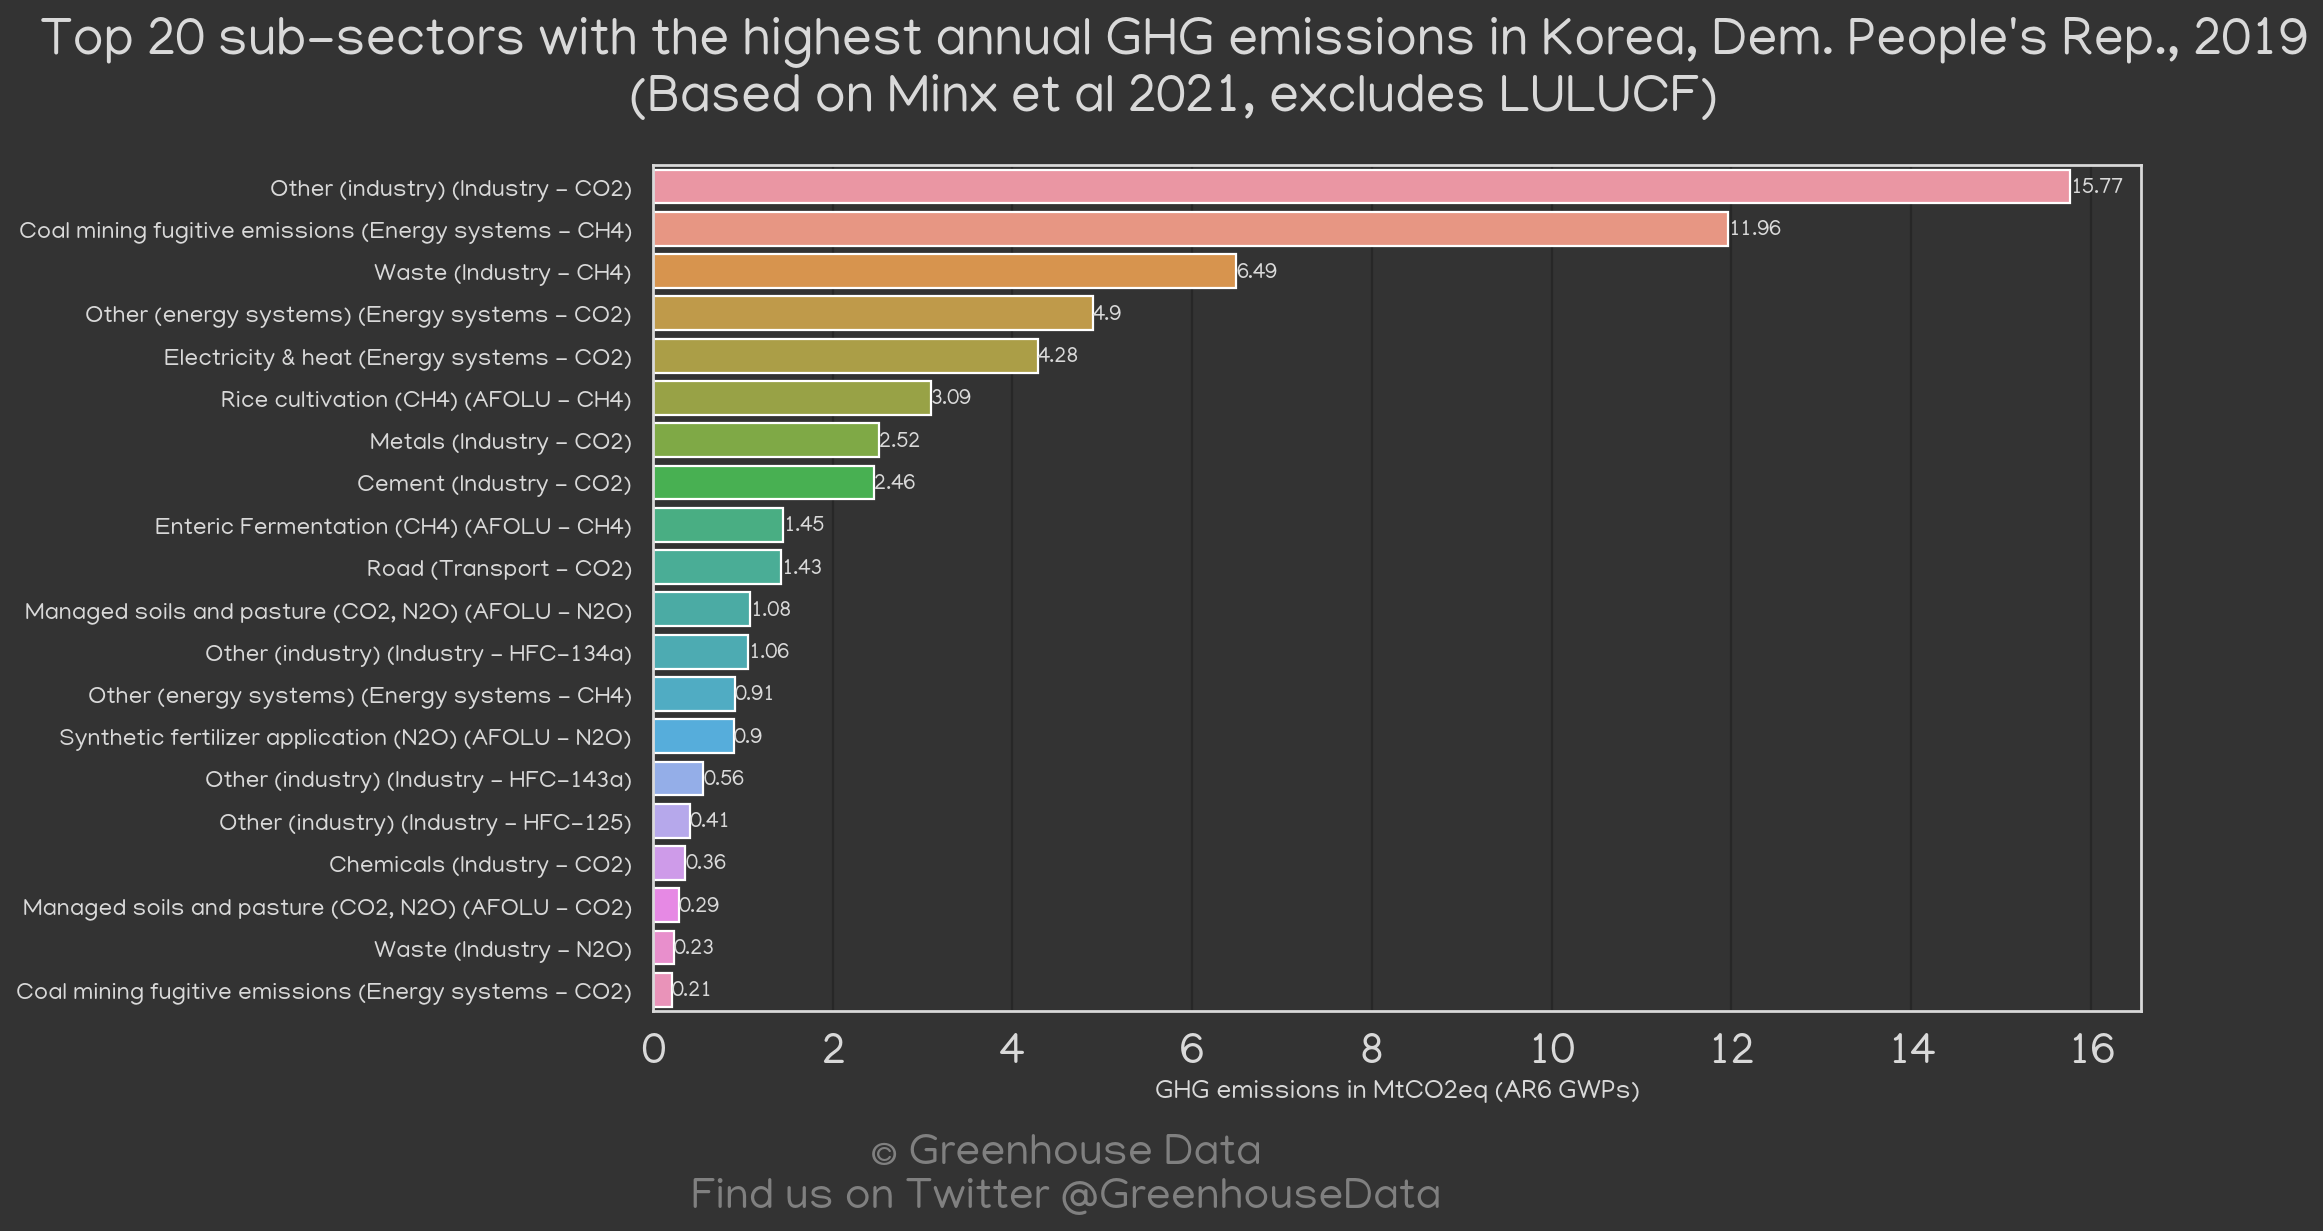 Top 20 sub-sectors with the highest annual GHG emissions in Korea, Dem. People's Rep., 2019
(Based on Minx et al 2021, excludes LULUCF)
Other (industry) (Industry - CO2) 15.77
Coal mining fugitive emissions (Energy systems - CH4) 11.96
Waste (Industry - CH4) 6.49
Other (energy systems) (Energy systems - CO2) 4.9
Electricity & heat (Energy systems - CO2) 4.28
Rice cultivation (CH4) (AFOLU - CH4) 3.09
Metals (Industry - CO2) 2.52
Cement (Industry - CO2) 2.46
Enteric Fermentation (CH4) (AFOLU - CH4) 1.45
Road (Transport - CO2) 1.43
Managed soils and pasture (CO2, N2O) (AFOLU - N2O) 1.08
Other (industry) (Industry - HFC-134a) 1.06
Other (energy systems) (Energy systems - CH4) 0.91
Synthetic fertilizer application (N2O) (AFOLU - N2O) 0.9
Other (industry) (Industry - HFC-143a) 0.56
Other (industry) (Industry - HFC-125) 0.41
Chemicals (Industry - CO2) 0.36
Managed soils and pasture (CO2, N2O) (AFOLU - CO2) 0.29
Waste (Industry - N2O) 0.23
Coal mining fugitive emissions (Energy systems - CO2) 0.21
0 2 4 6 8 10 12 14 16
GHG emissions in MtCO2eq (AR6 GWPs)
© Greenhouse Data
Find us on Twitter @GreenhouseData